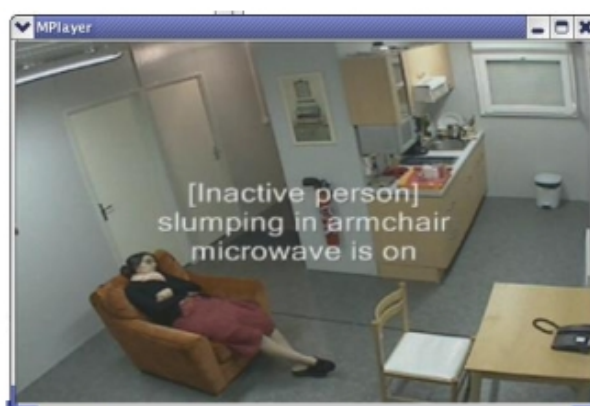 MPlayer
[Inactive person]
slumping in armchair
microwave is on